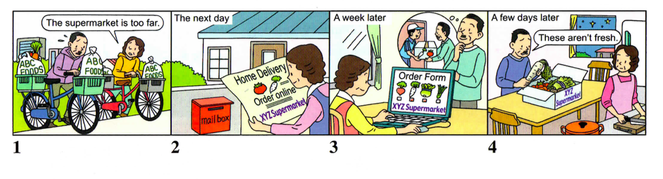 The supermarket is too far.
ABC
FOODS
ABC
FOODS
ABC
FOODS
1
The next day
Home Delivery
Order online
XYZ Supermarket
mail box
2
A week later
Order Form
XYZ Supermarket
3
A few days later
These aren't fresh.
XYZ
Supermarket
4